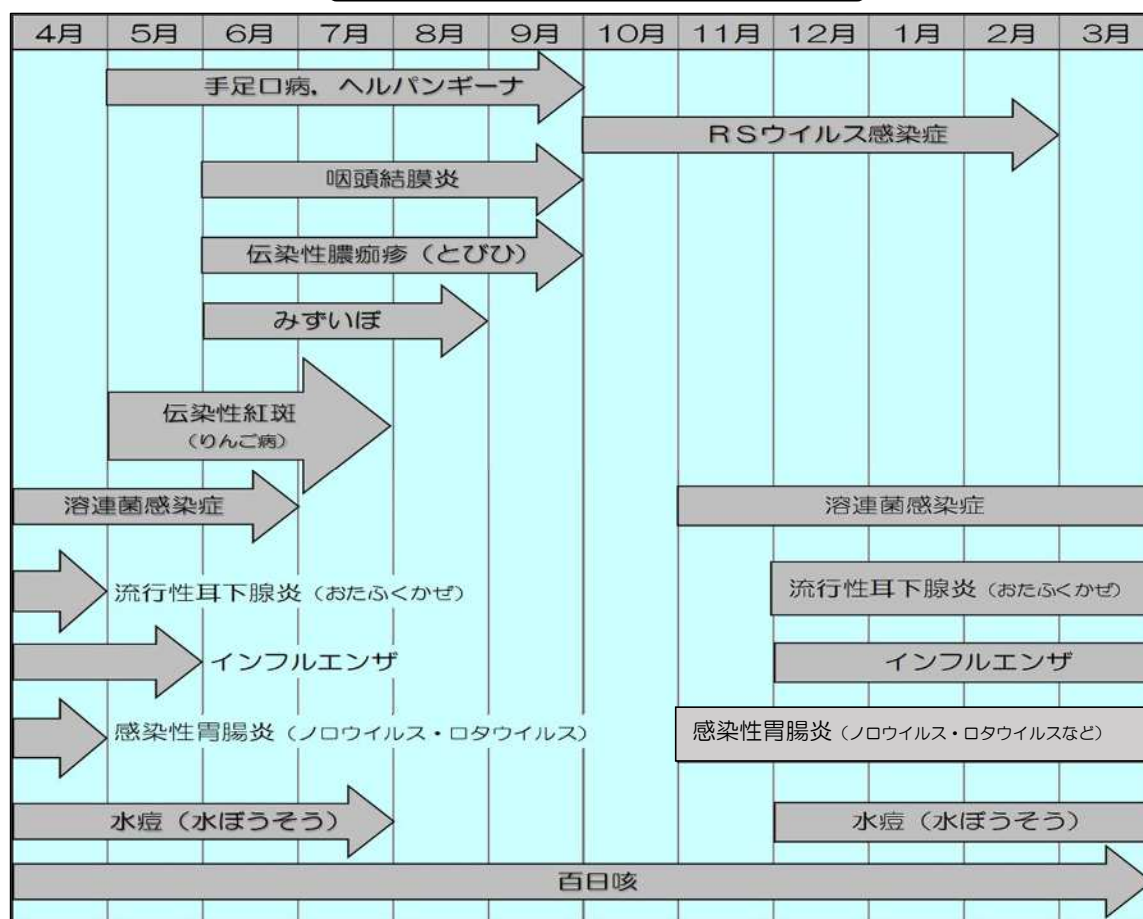 4月 5月 6月 7月 8月 9月 10月 11月 12月 1月 2月 3月
手足口病，ヘルパンギーナ
ＲＳウイルス感染症
咽頭結膜炎
伝染性膿痂疹（とびひ）
みずいぼ
伝染性紅斑
（りんご病）
溶連菌感染症 溶連菌感染症
流行性耳下腺炎（おたふくかぜ） 流行性耳下腺炎（おたふくかぜ）
インフルエンザ インフルエンザ
感染性胃腸炎（ノロウイルス・ロタウイルス） 感染性胃腸炎（ノロウイルス・ロタウイルスなど）
水痘（水ぼうそう） 水痘（水ぼうそう）
百日咳